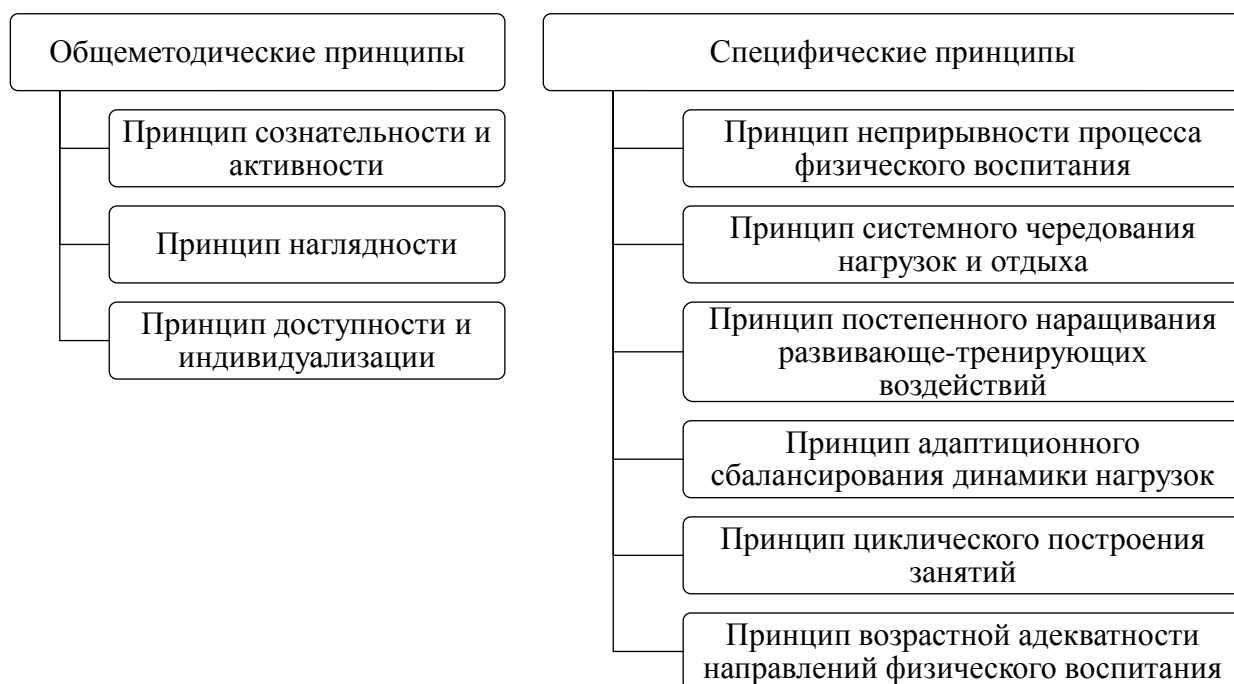 Общеметодические принципы
Принцип сознательности и
активности
Принцип наглядности
Принцип доступности и
индивидуализации
Специфические принципы
Принцип неприрывности процесса
физического воспитания
Принцип системного чередования
нагрузок и отдыха
Принцип постепенного наращивания
развивающе-тренирующих
воздействий
Принцип адаптиционного
сбалансирования динамики нагрузок
Принцип циклического построения
занятий
Принцип возрастной адекватности
направлений физического воспитания